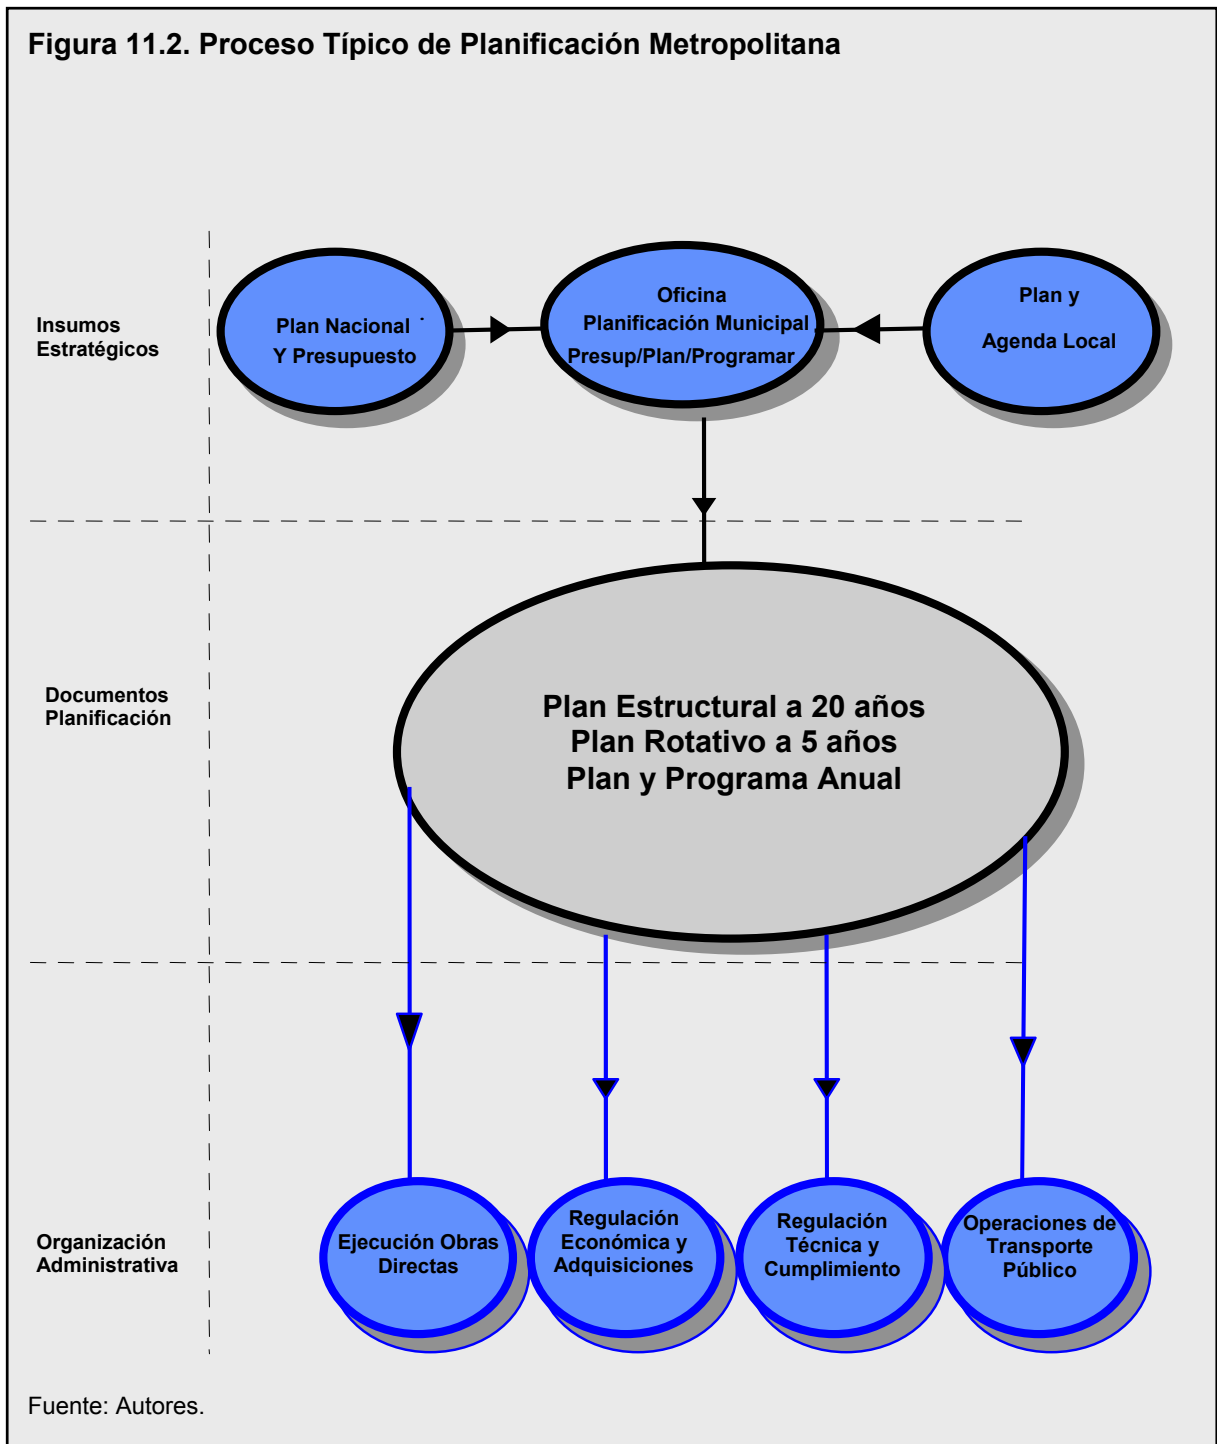 Figura 11.2. Proceso Típico de Planificación Metropolitana
Insumos
Estratégicos
Plan Nacional
Y Presupuesto
Oficina
Planificación Municipal
Presup/Plan/Programar
Plan y
Agenda Local
Documentos
Planificación
Plan Estructural a 20 años
Plan Rotativo a 5 años
Plan y Programa Anual
Organización
Administrativa
Ejecución Obras
Directas
Regulación
Económica y
Adquisiciones
Regulación
Técnica y
Cumplimiento
Operaciones de
Transporte
Público
Fuente: Autores.